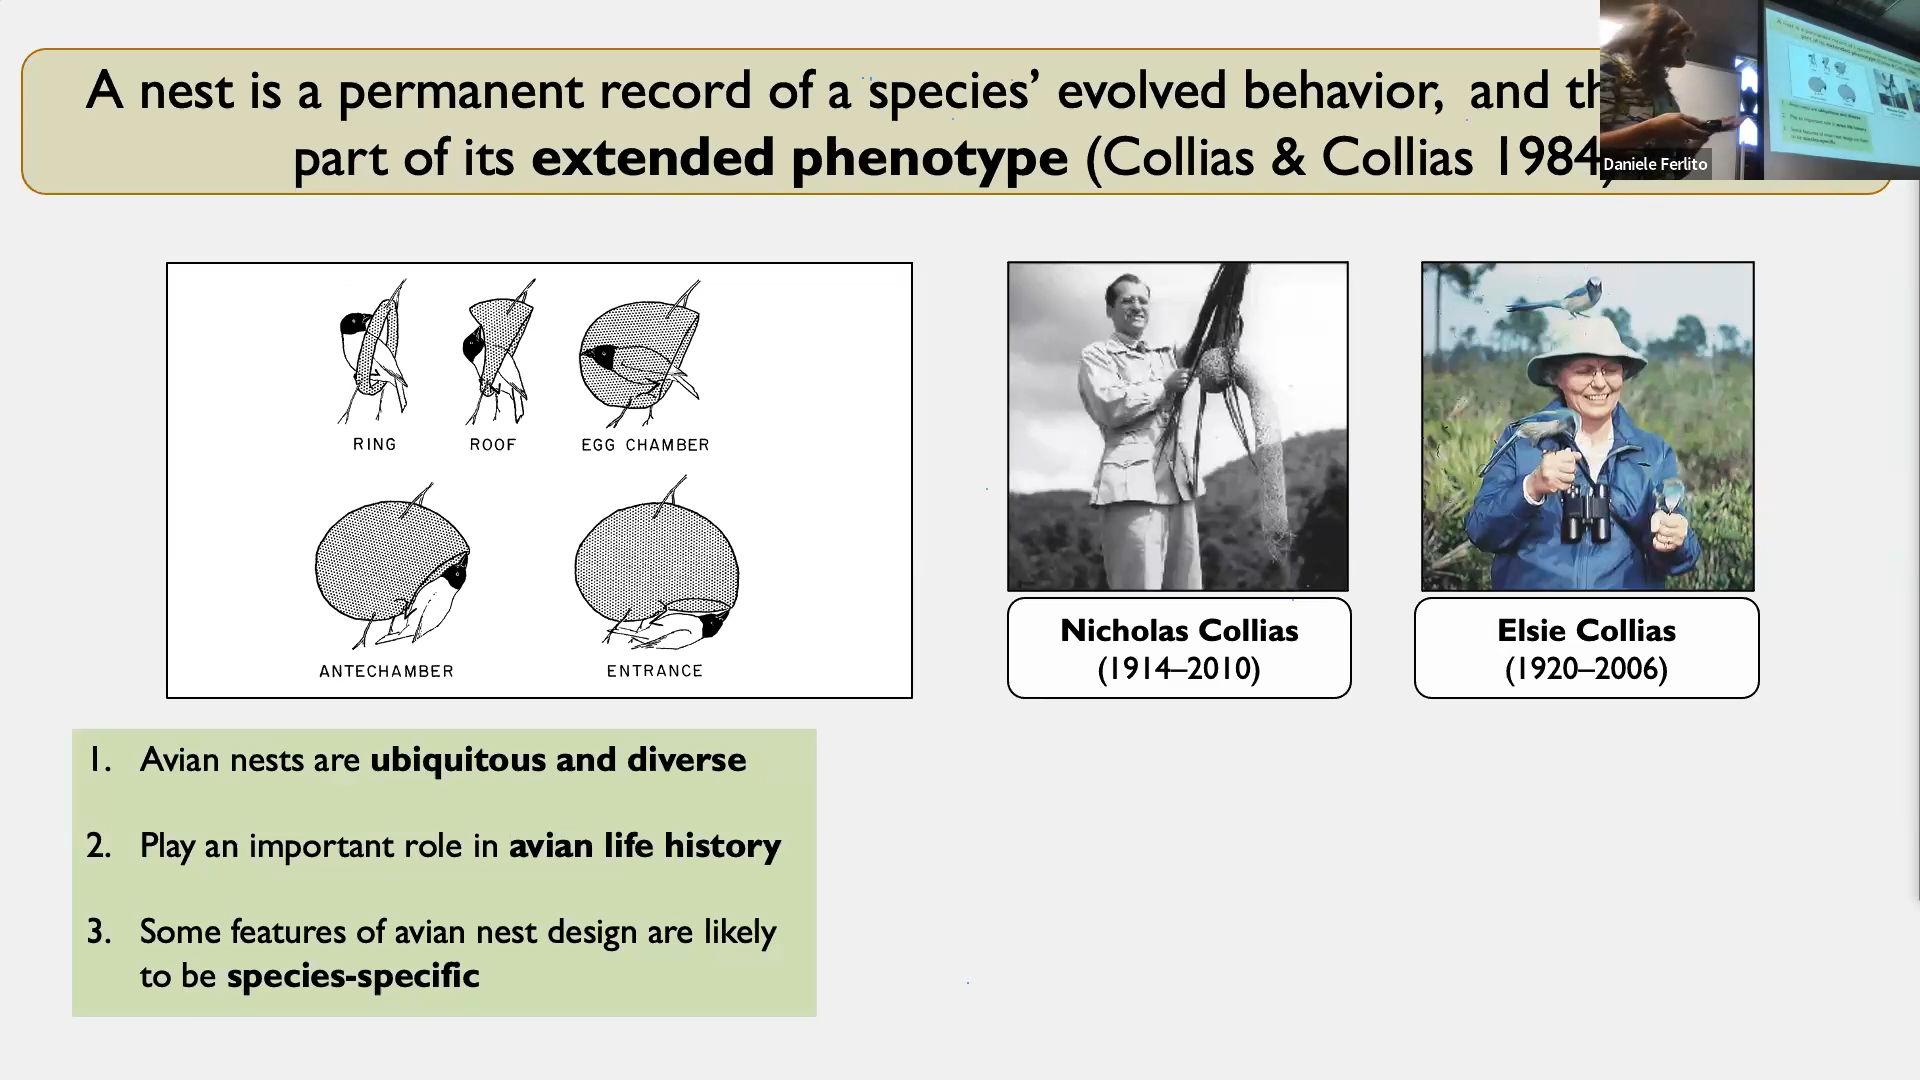 A nest is a permanent record of a species’ evolved behavior, and
part of its extended phenotype (Collias & Collias 1984)
Daniele Ferlito
RING
ROOF
EGG CHAMBER
ANTECHAMBER
ENTRANCE
Nicholas Collias
(1914–2010)
Elsie Collias
(1920–2006)
1. Avian nests are ubiquitous and diverse
2. Play an important role in avian life history
3. Some features of avian nest design are likely
to be species-specific